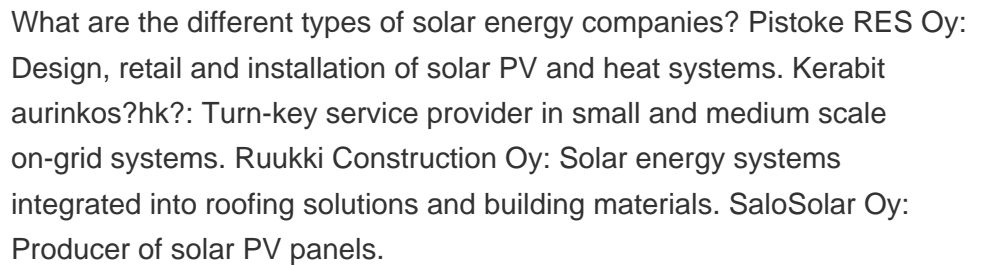 What are the different types of solar energy companies? Pistoke RES Oy:
Design, retail and installation of solar PV and heat systems. Kerabit
aurinkos?hk?: Turn-key service provider in small and medium scale
on-grid systems. Ruukki Construction Oy: Solar energy systems
integrated into roofing solutions and building materials. SaloSolar Oy:
Producer of solar PV panels.